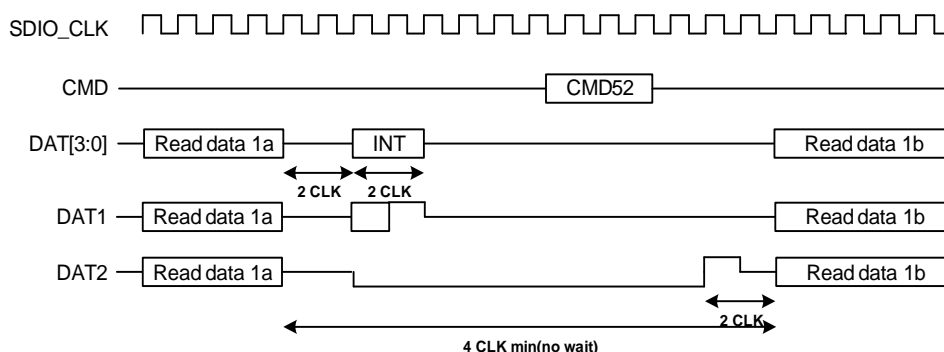 SDIO_CLK
CMD CMD52
DAT[3:0] Read data 1a INT Read data 1b
2 CLK 2 CLK
DAT1 Read data 1a Read data 1b
DAT2 Read data 1a Read data 1b
2 CLK
4 CLK min(no wait)